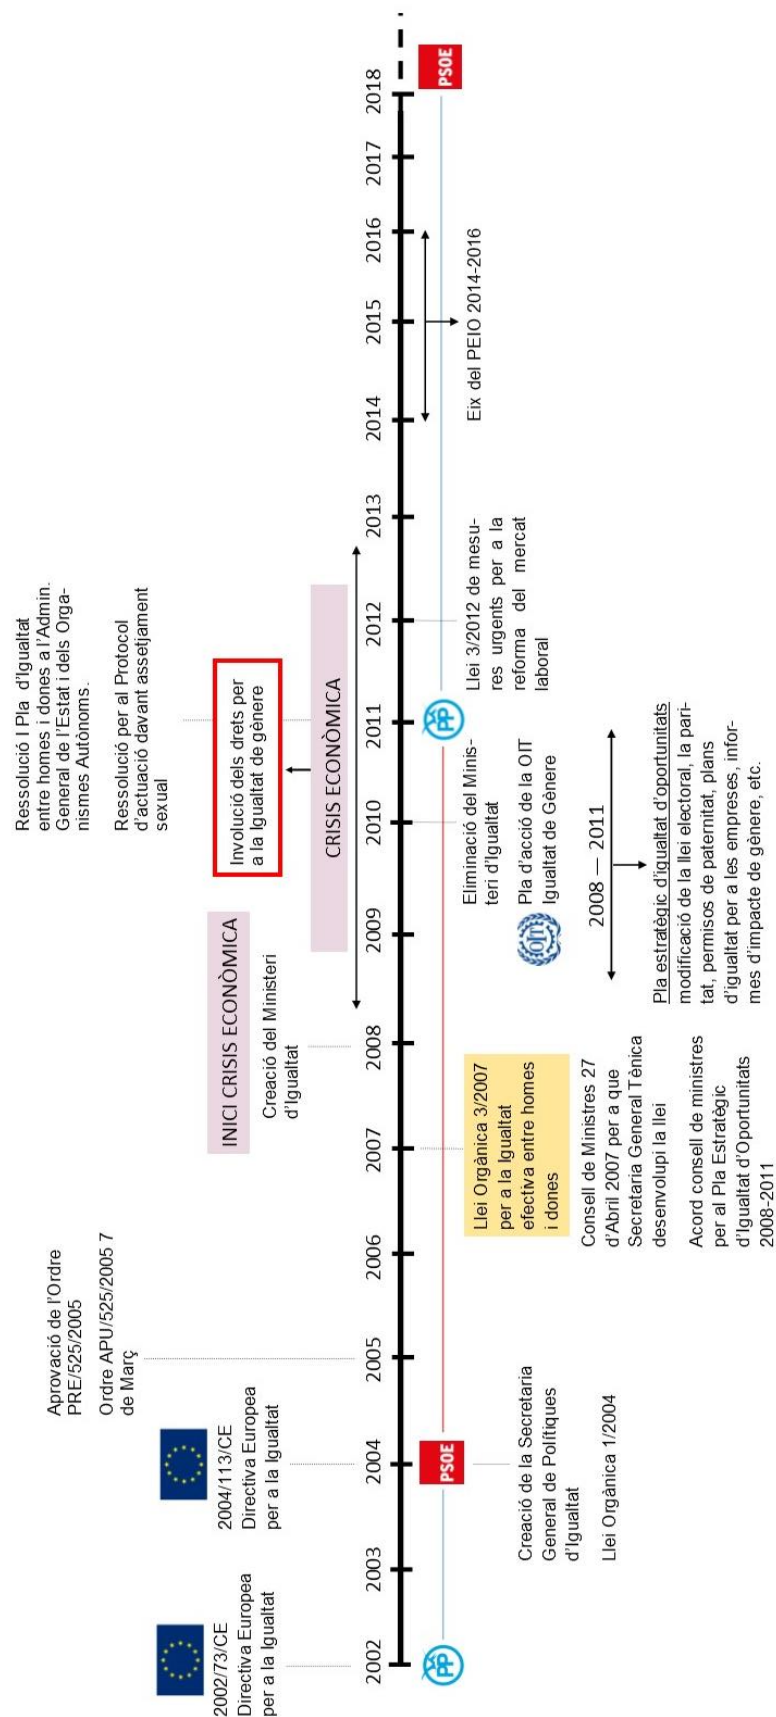 2002/73/CE
Directiva Europea
per a la Igualtat
2004/113/CE
Directiva Europea
per a la Igualtat
Aprovació de l'Ordre
PRE/525/2005
Ordre APU/525/2005 7
de Març
INICI CRISIS ECONÒMICA
Creació del Ministeri
d'Igualtat
Ressolució I Pla d'Igualtat
entre homes i dones a l'Admin.
General de l'Estat i dels Orga-
nismes Autònoms.
Ressolució per al Protocol
d'actuació davant assetjament
sexual
Involució dels drets per
a la Igualtat de gènere
CRISIS ECONÒMICA
2002
2003
2004
2005
2006
2007
2008
2009
2010
2011
2012
2013
2014
2015
2016
2017
2018
PP
PSOE
PP
PSOE
Creació de la Secretaria
General de Polítiques
d'Igualtat
Llei Orgànica 1/2004
Llei Orgànica 3/2007
per a la Igualtat
efectiva entre homes
i dones
Consell de Ministres 27
d'Abril 2007 per a que
Secretaria General Tènica
desenvolupi la llei
Acord consell de ministres
per al Pla Estratègic
d'Igualtat d'Oportunitats
2008-2011
Eliminació del Minis-
teri d'Igualtat
OIT
Pla d'acció de la OIT
Igualtat de Gènere
2008 — 2011
Pla estratègic d'igualtat d'oportunitats
modificació de la llei electoral, la pari-
tat, permisos de paternitat, plans
d'igualtat per a les empreses, infor-
mes d'impacte de gènere, etc.
Llei 3/2012 de mesu-
res urgents per a la
reforma del mercat
laboral
Eix del PEIO 2014-2016